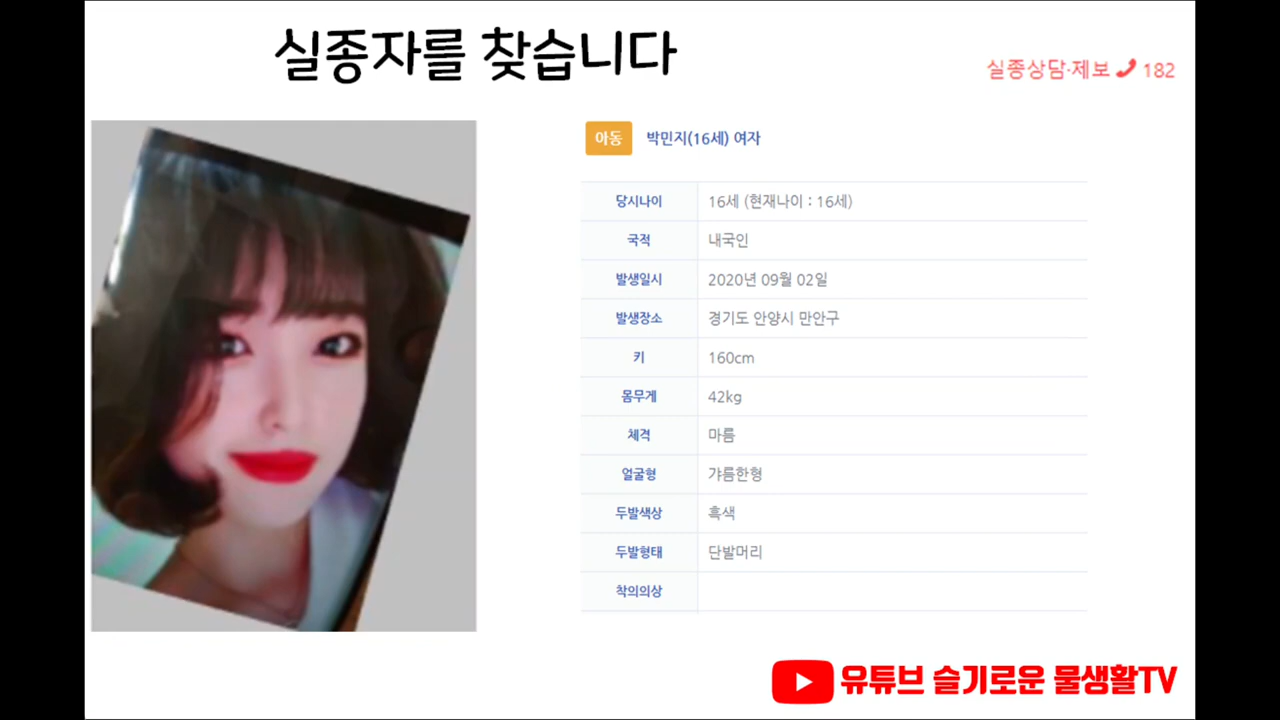 실종자를 찾습니다
실종상담·제보 182
아동 박민지(16세) 여자
당시나이 16세 (현재나이 : 16세)
국적 내국인
발생일시 2020년 09월 02일
발생장소 경기도 안양시 만안구
키 160cm
몸무게 42kg
체격 마름
얼굴형 갸름한형
두발색상 흑색
두발형태 단발머리
착의의상
유튜브 슬기로운 물생활TV